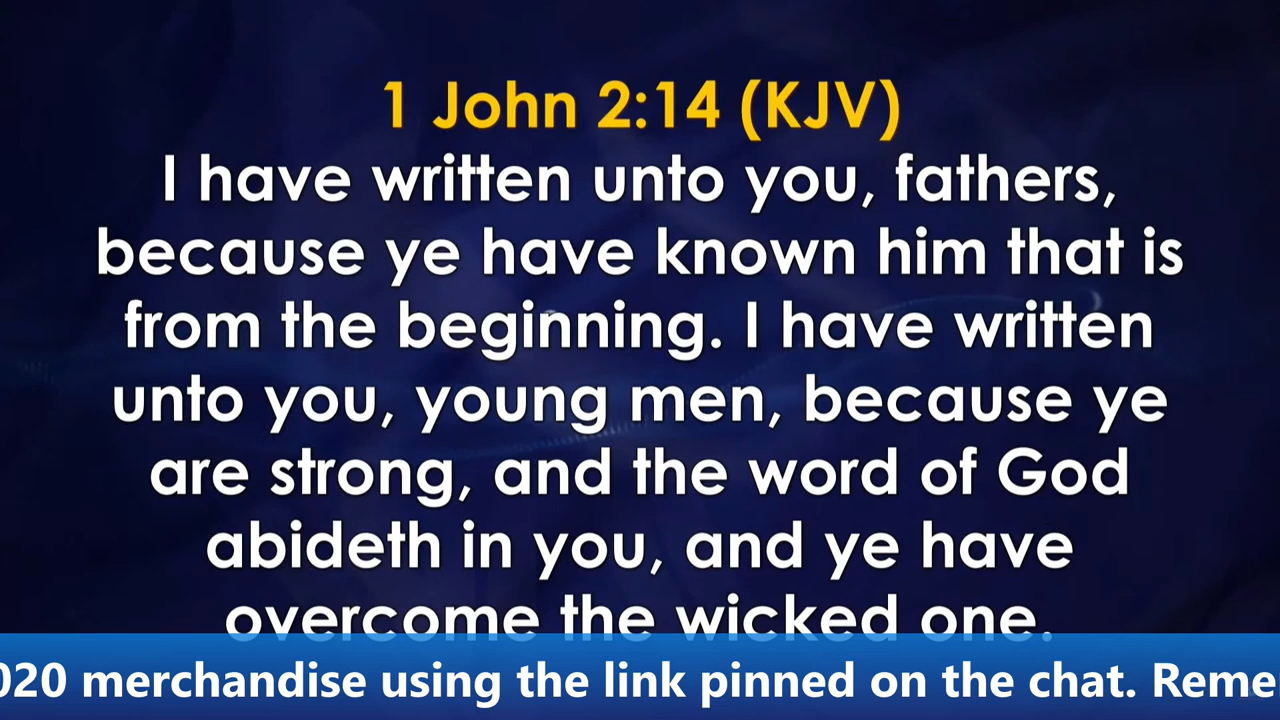 1 John 2:14 (KJV)
I have written unto you, fathers,
because ye have known him that is
from the beginning. I have written
unto you, young men, because ye
are strong, and the word of God
abideth in you, and ye have
overcome the wicked one.
020 merchandise using the link pinned on the chat. Reme